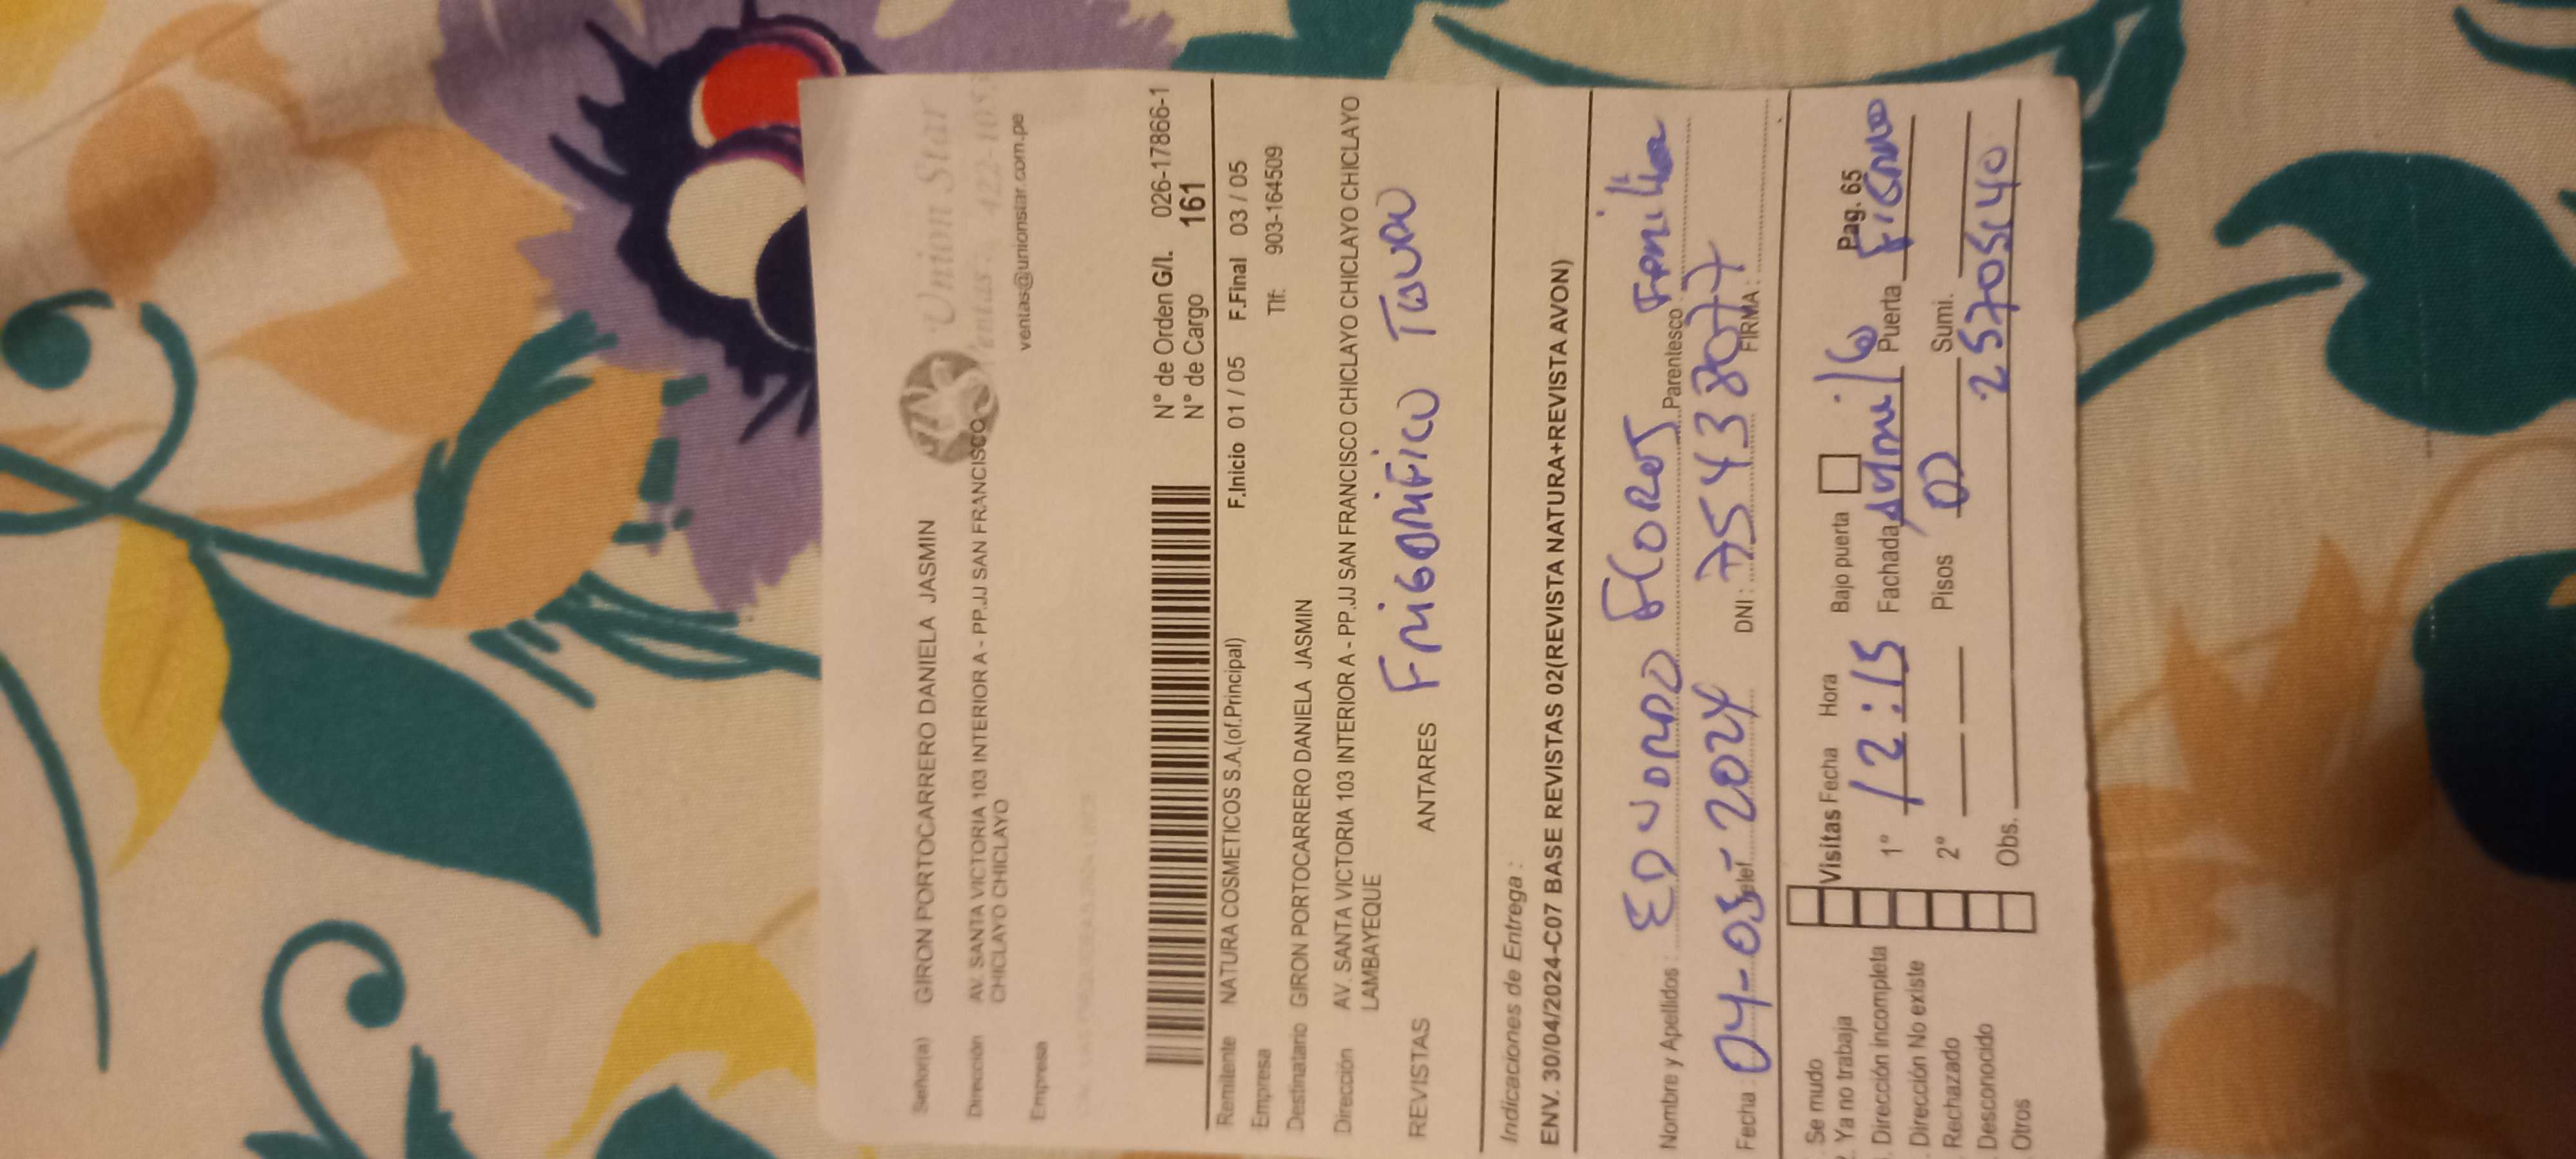 Union Star
Señor(a) GIRON PORTOCARRERO DANIELA JASMIN
Ventas.
Dirección AV. SANTA VICTORIA 103 INTERIOR A - PP.JJ SAN FRANCISCO
CHICLAYO CHICLAYO
ventas@unionstar.com.pe
Empresa
N° de Orden G/I. 026-17866-1
N° de Cargo 161
Remitente NATURA COSMETICOS S.A.(of.Principal) F.Inicio 01 / 05 F.Final 03 / 05
Empresa Tlf: 903-164509
Destinatario GIRON PORTOCARRERO DANIELA JASMIN
Dirección AV. SANTA VICTORIA 103 INTERIOR A - PP.JJ SAN FRANCISCO CHICLAYO CHICLAYO CHICLAYO
LAMBAYEQUE
REVISTAS ANTARES
Indicaciones de Entrega :
ENV. 30/04/2024-C07 BASE REVISTAS 02(REVISTA NATURA+REVISTA AVON)
Nombre y Apellidos : EDUARDO FLORES Parentesco : Familiar
Fecha : 04-05-2024 Telef. DNI : 75438077 FIRMA :
Se mudo Visitas Fecha Hora Bajo puerta Pag. 65
Ya no trabaja
Dirección incompleta 1° 12:15 Fachada Puerta Fierro
Dirección No existe
Rechazado 2° Pisos 02 Sumi.
Desconocido 25705140
Otros Obs.